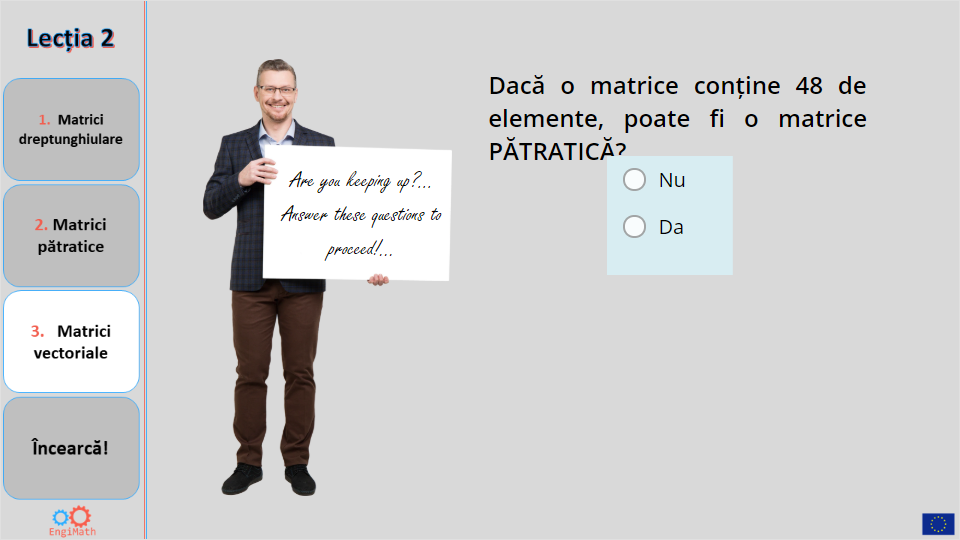 Lecția 2
1. Matrici
dreptunghiulare
2. Matrici
pătratice
3. Matrici
vectoriale
Încearcă!
EngiMath
Are you keeping up?...
Answer these questions to
proceed!...
Dacă o matrice conține 48 de
elemente, poate fi o matrice
PĂTRATICĂ?
Nu
Da